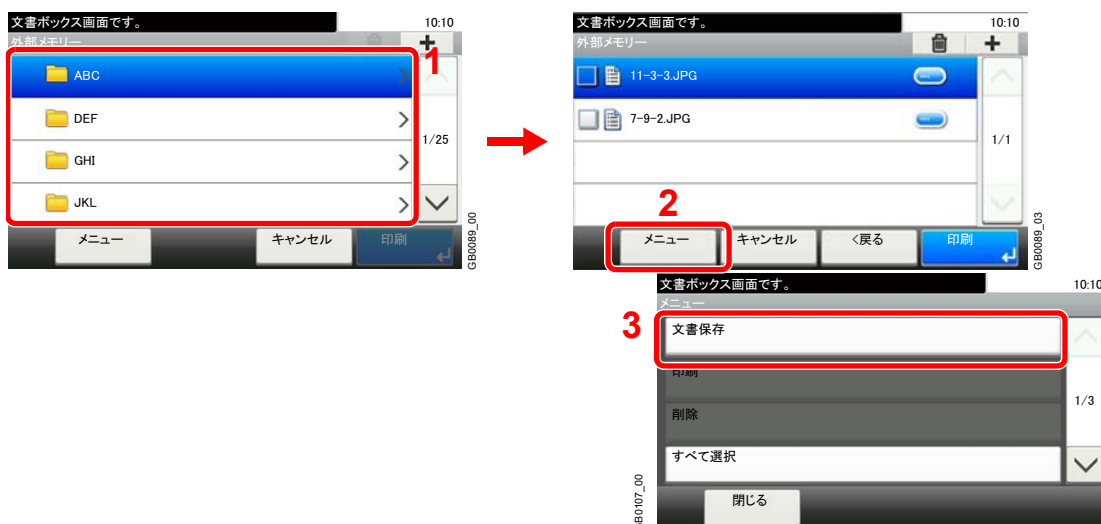 文書ボックス画面です。 10:10
外部メモリー
1
ABC
DEF
1/25
GHI
JKL
メニュー キャンセル 印刷
GB0089_00
文書ボックス画面です。 10:10
外部メモリー
11-3-3.JPG
7-9-2.JPG
1/1
2
メニュー キャンセル <戻る 印刷
GB0089_03
文書ボックス画面です。 10:10
メニュー
3
文書保存
印刷
1/3
削除
すべて選択
閉じる
GB0107_00